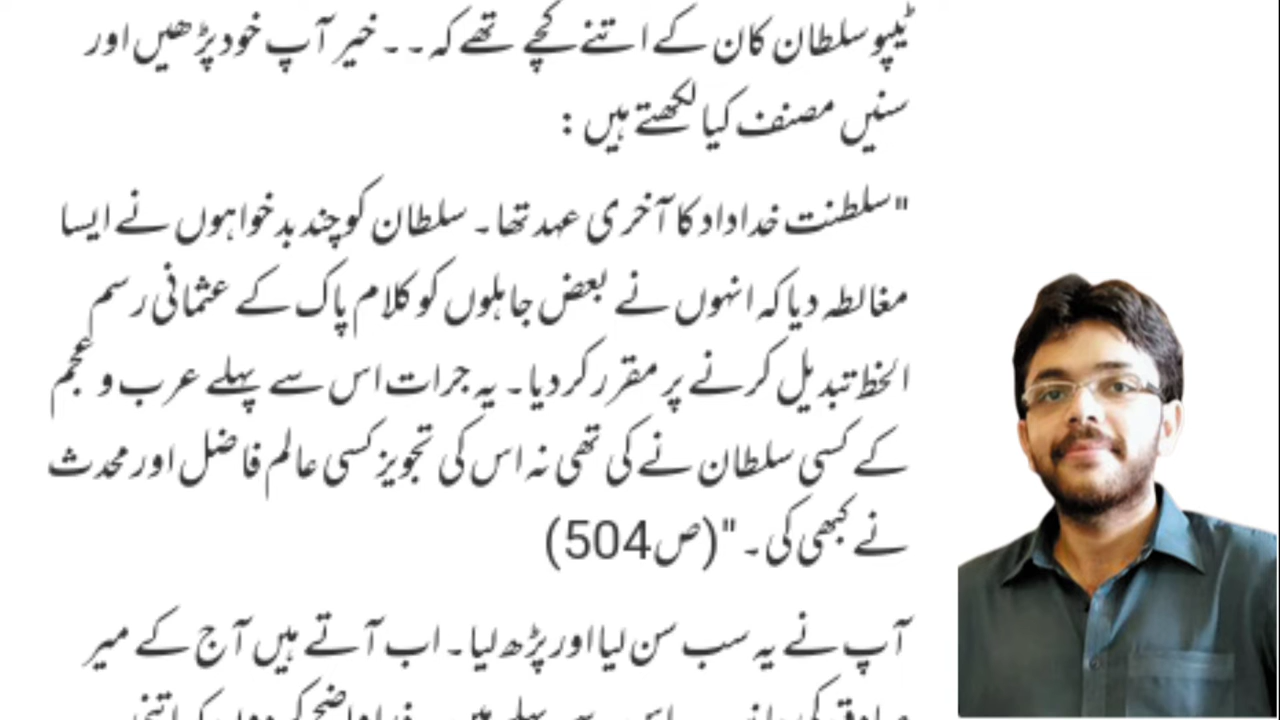 ٹیپو سلطان کان کے اتنے کچے تھے کہ۔۔ خیر آپ خود پڑھیں اور
سنیں مصنف کیا لکھتے ہیں :
"سلطنت خداداد کا آخری عہد تھا۔ سلطان کو چند بدخواہوں نے ایسا
مغالطہ دیا کہ انہوں نے بعض جاہلوں کو کلام پاک کے عثمانی رسم
الخط تبدیل کرنے پر مقرر کر دیا۔ یہ جرات اس سے پہلے عرب و عجم
کے کسی سلطان نے کی تھی نہ اس کی تجویز کسی عالم فاضل اور محدث
نے کبھی کی۔"(ص504)
آپ نے یہ سب سن لیا اور پڑھ لیا۔ اب آتے ہیں آج کے میر